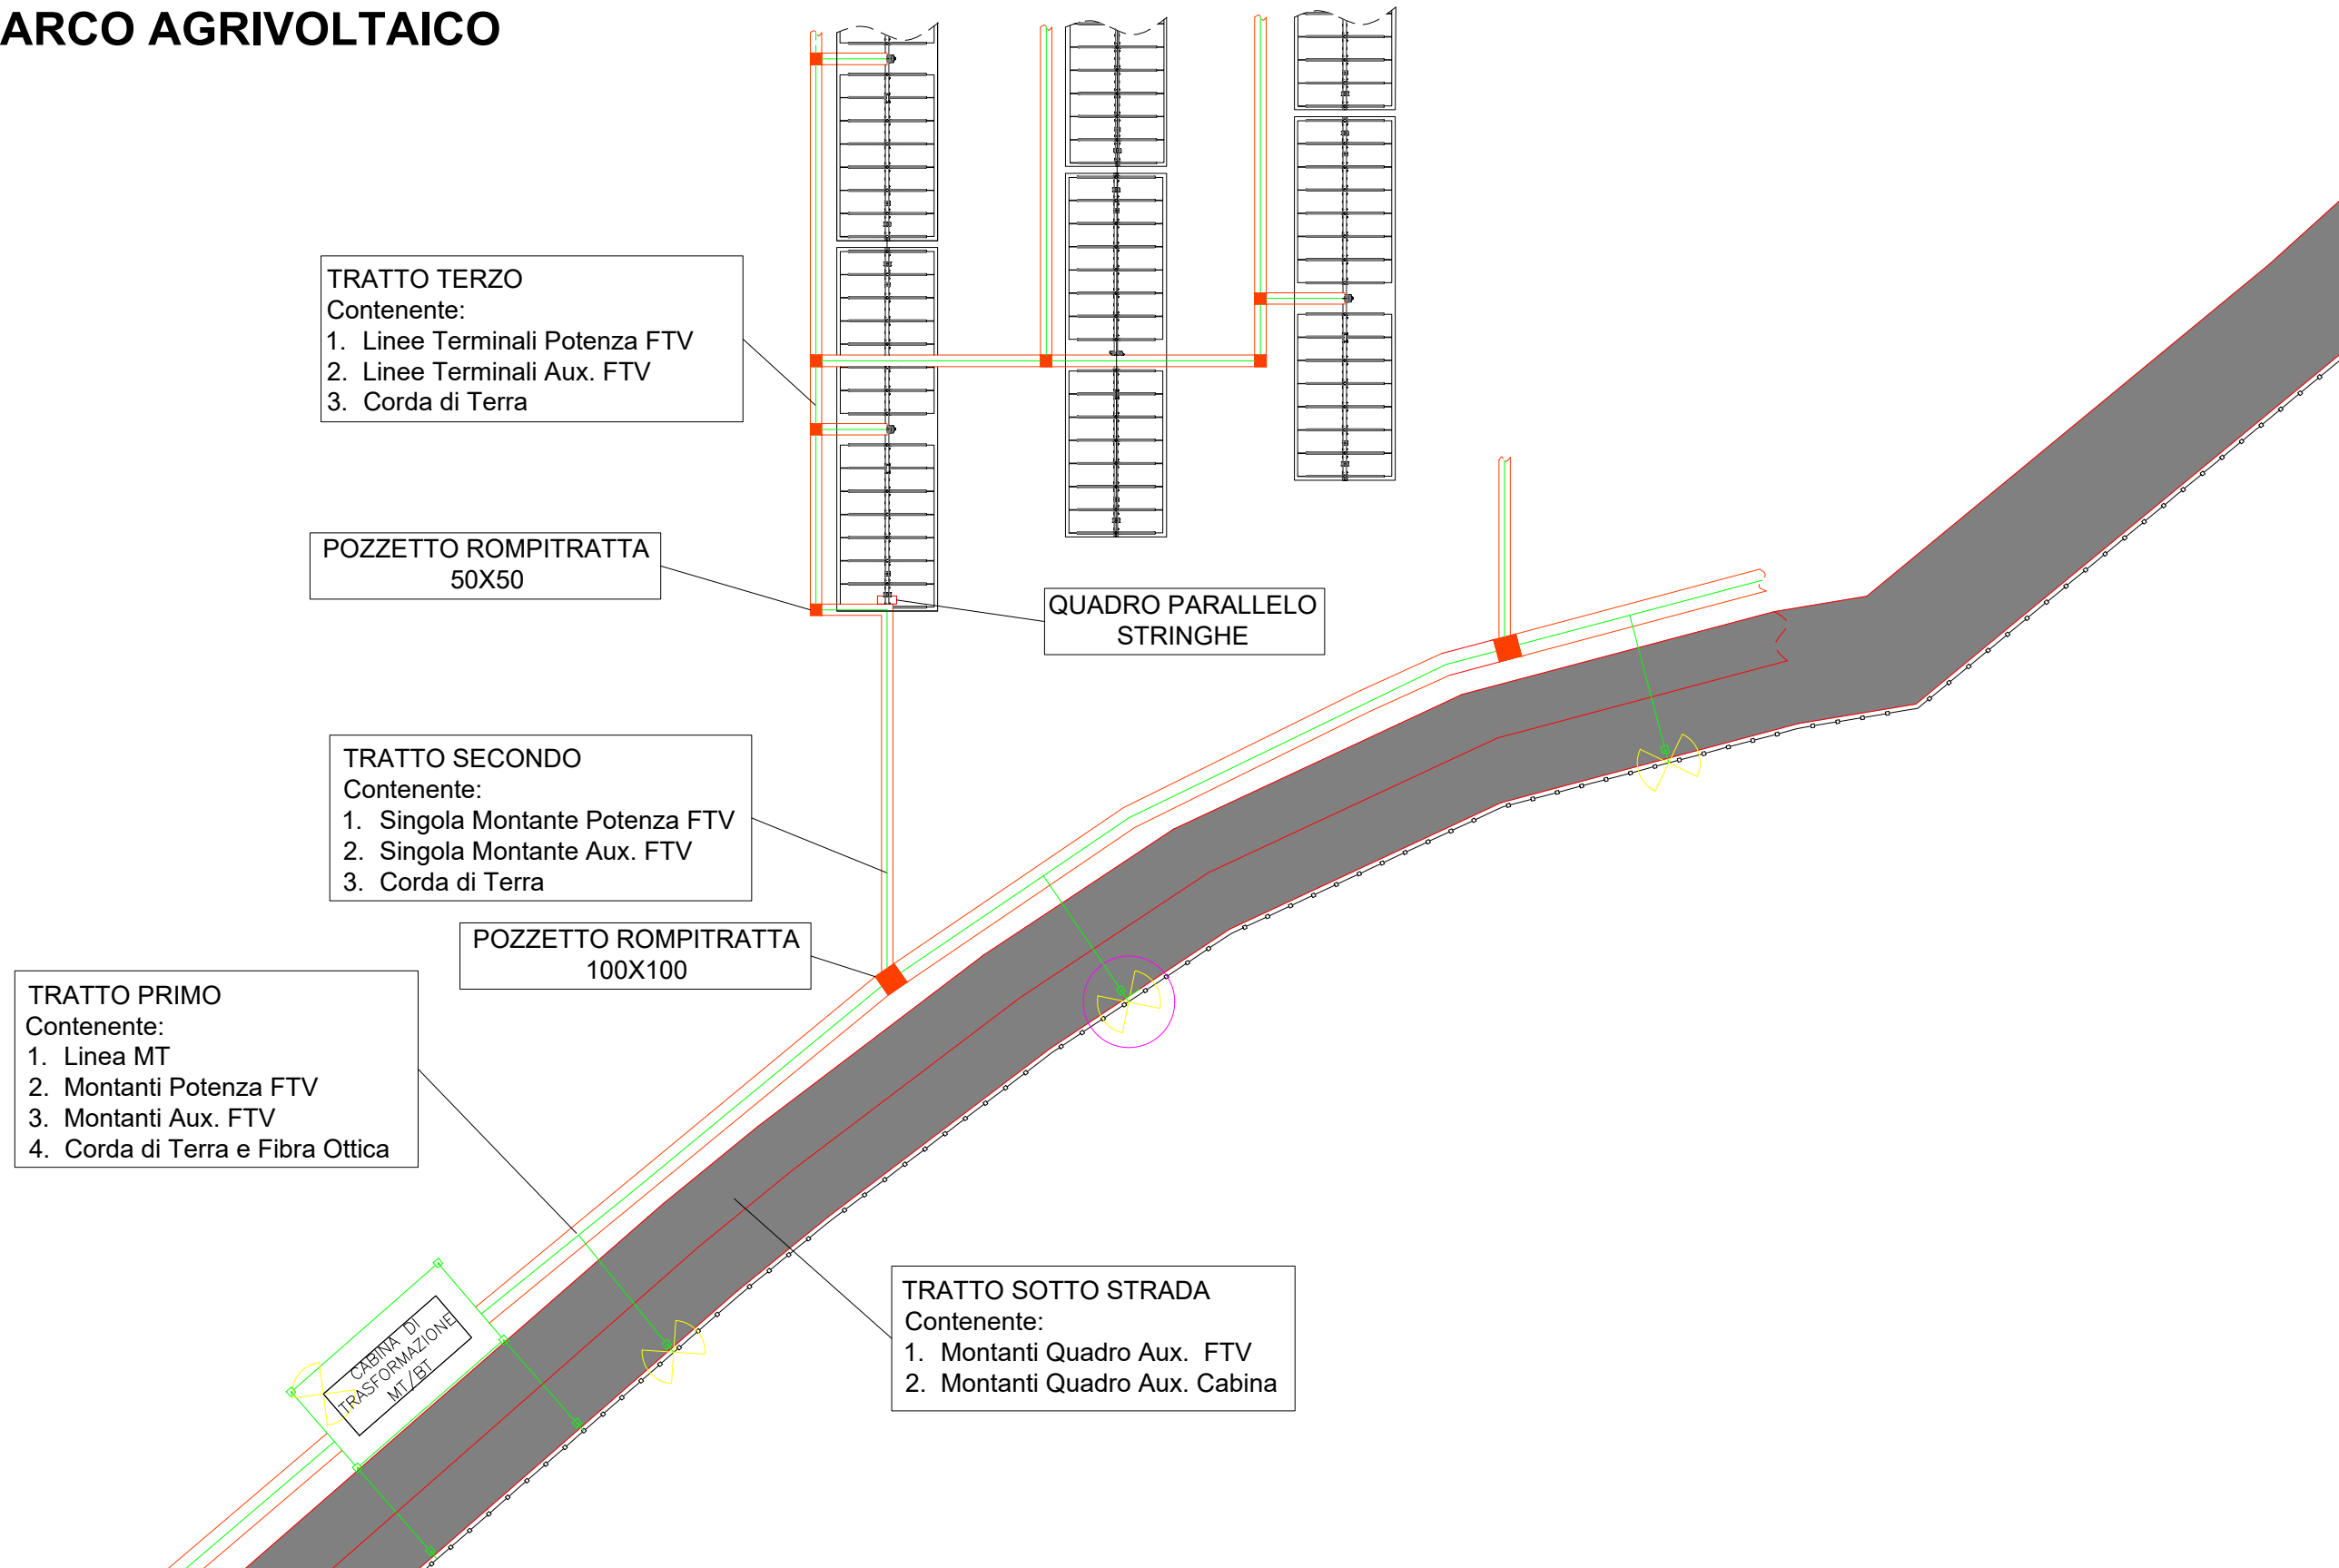 ARCO AGRIVOLTAICO
TRATTO TERZO
Contenente:
1. Linee Terminali Potenza FTV
2. Linee Terminali Aux. FTV
3. Corda di Terra
POZZETTO ROMPITRATTA
50X50
QUADRO PARALLELO
STRINGHE
TRATTO SECONDO
Contenente:
1. Singola Montante Potenza FTV
2. Singola Montante Aux. FTV
3. Corda di Terra
POZZETTO ROMPITRATTA
100X100
TRATTO PRIMO
Contenente:
1. Linea MT
2. Montanti Potenza FTV
3. Montanti Aux. FTV
4. Corda di Terra e Fibra Ottica
TRATTO SOTTO STRADA
Contenente:
1. Montanti Quadro Aux. FTV
2. Montanti Quadro Aux. Cabina
CABINA DI
TRASFORMAZIONE
MT/BT